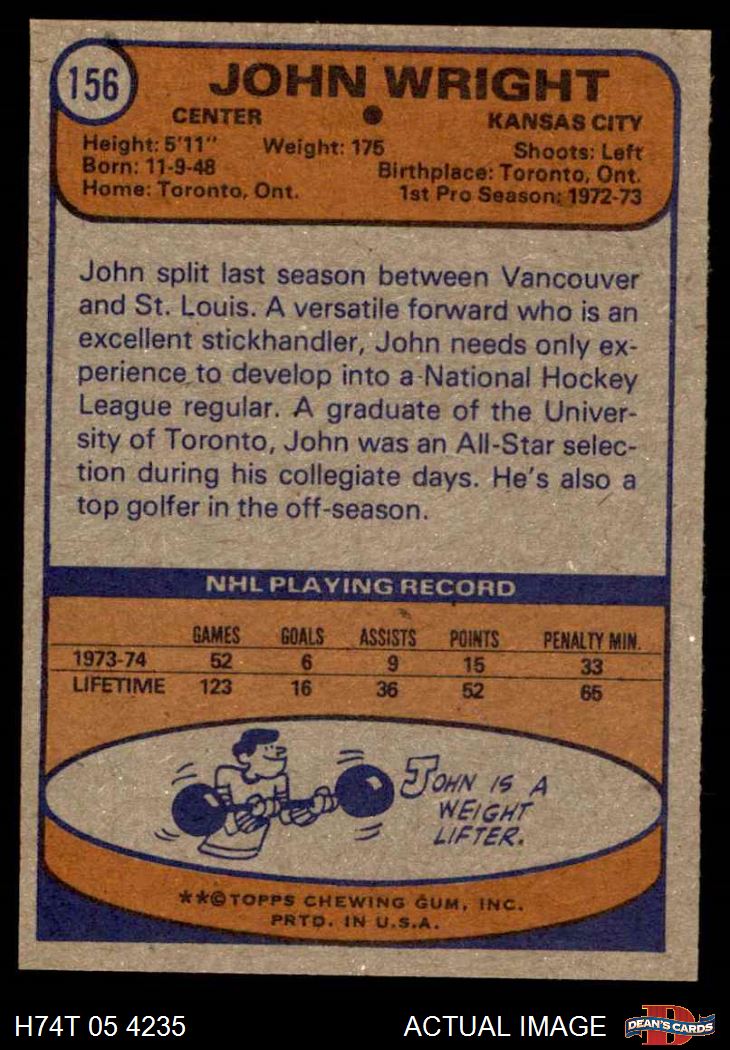 156
JOHN WRIGHT
CENTER
KANSAS CITY
Height: 5'11" Weight: 175 Shoots: Left
Born: 11-9-48 Birthplace: Toronto, Ont.
Home: Toronto, Ont. 1st Pro Season: 1972-73
John split last season between Vancouver
and St. Louis. A versatile forward who is an
excellent stickhandler, John needs only ex-
perience to develop into a National Hockey
League regular. A graduate of the Univer-
sity of Toronto, John was an All-Star selec-
tion during his collegiate days. He's also a
top golfer in the off-season.
NHL PLAYING RECORD
GAMES GOALS ASSISTS POINTS PENALTY MIN.
1973-74 52 6 9 15 33
LIFETIME 123 16 36 52 65
JOHN IS A
WEIGHT
LIFTER.
**©TOPPS CHEWING GUM, INC.
PRTD. IN U.S.A.
H74T 05 4235 ACTUAL IMAGE D DEAN'S CARDS